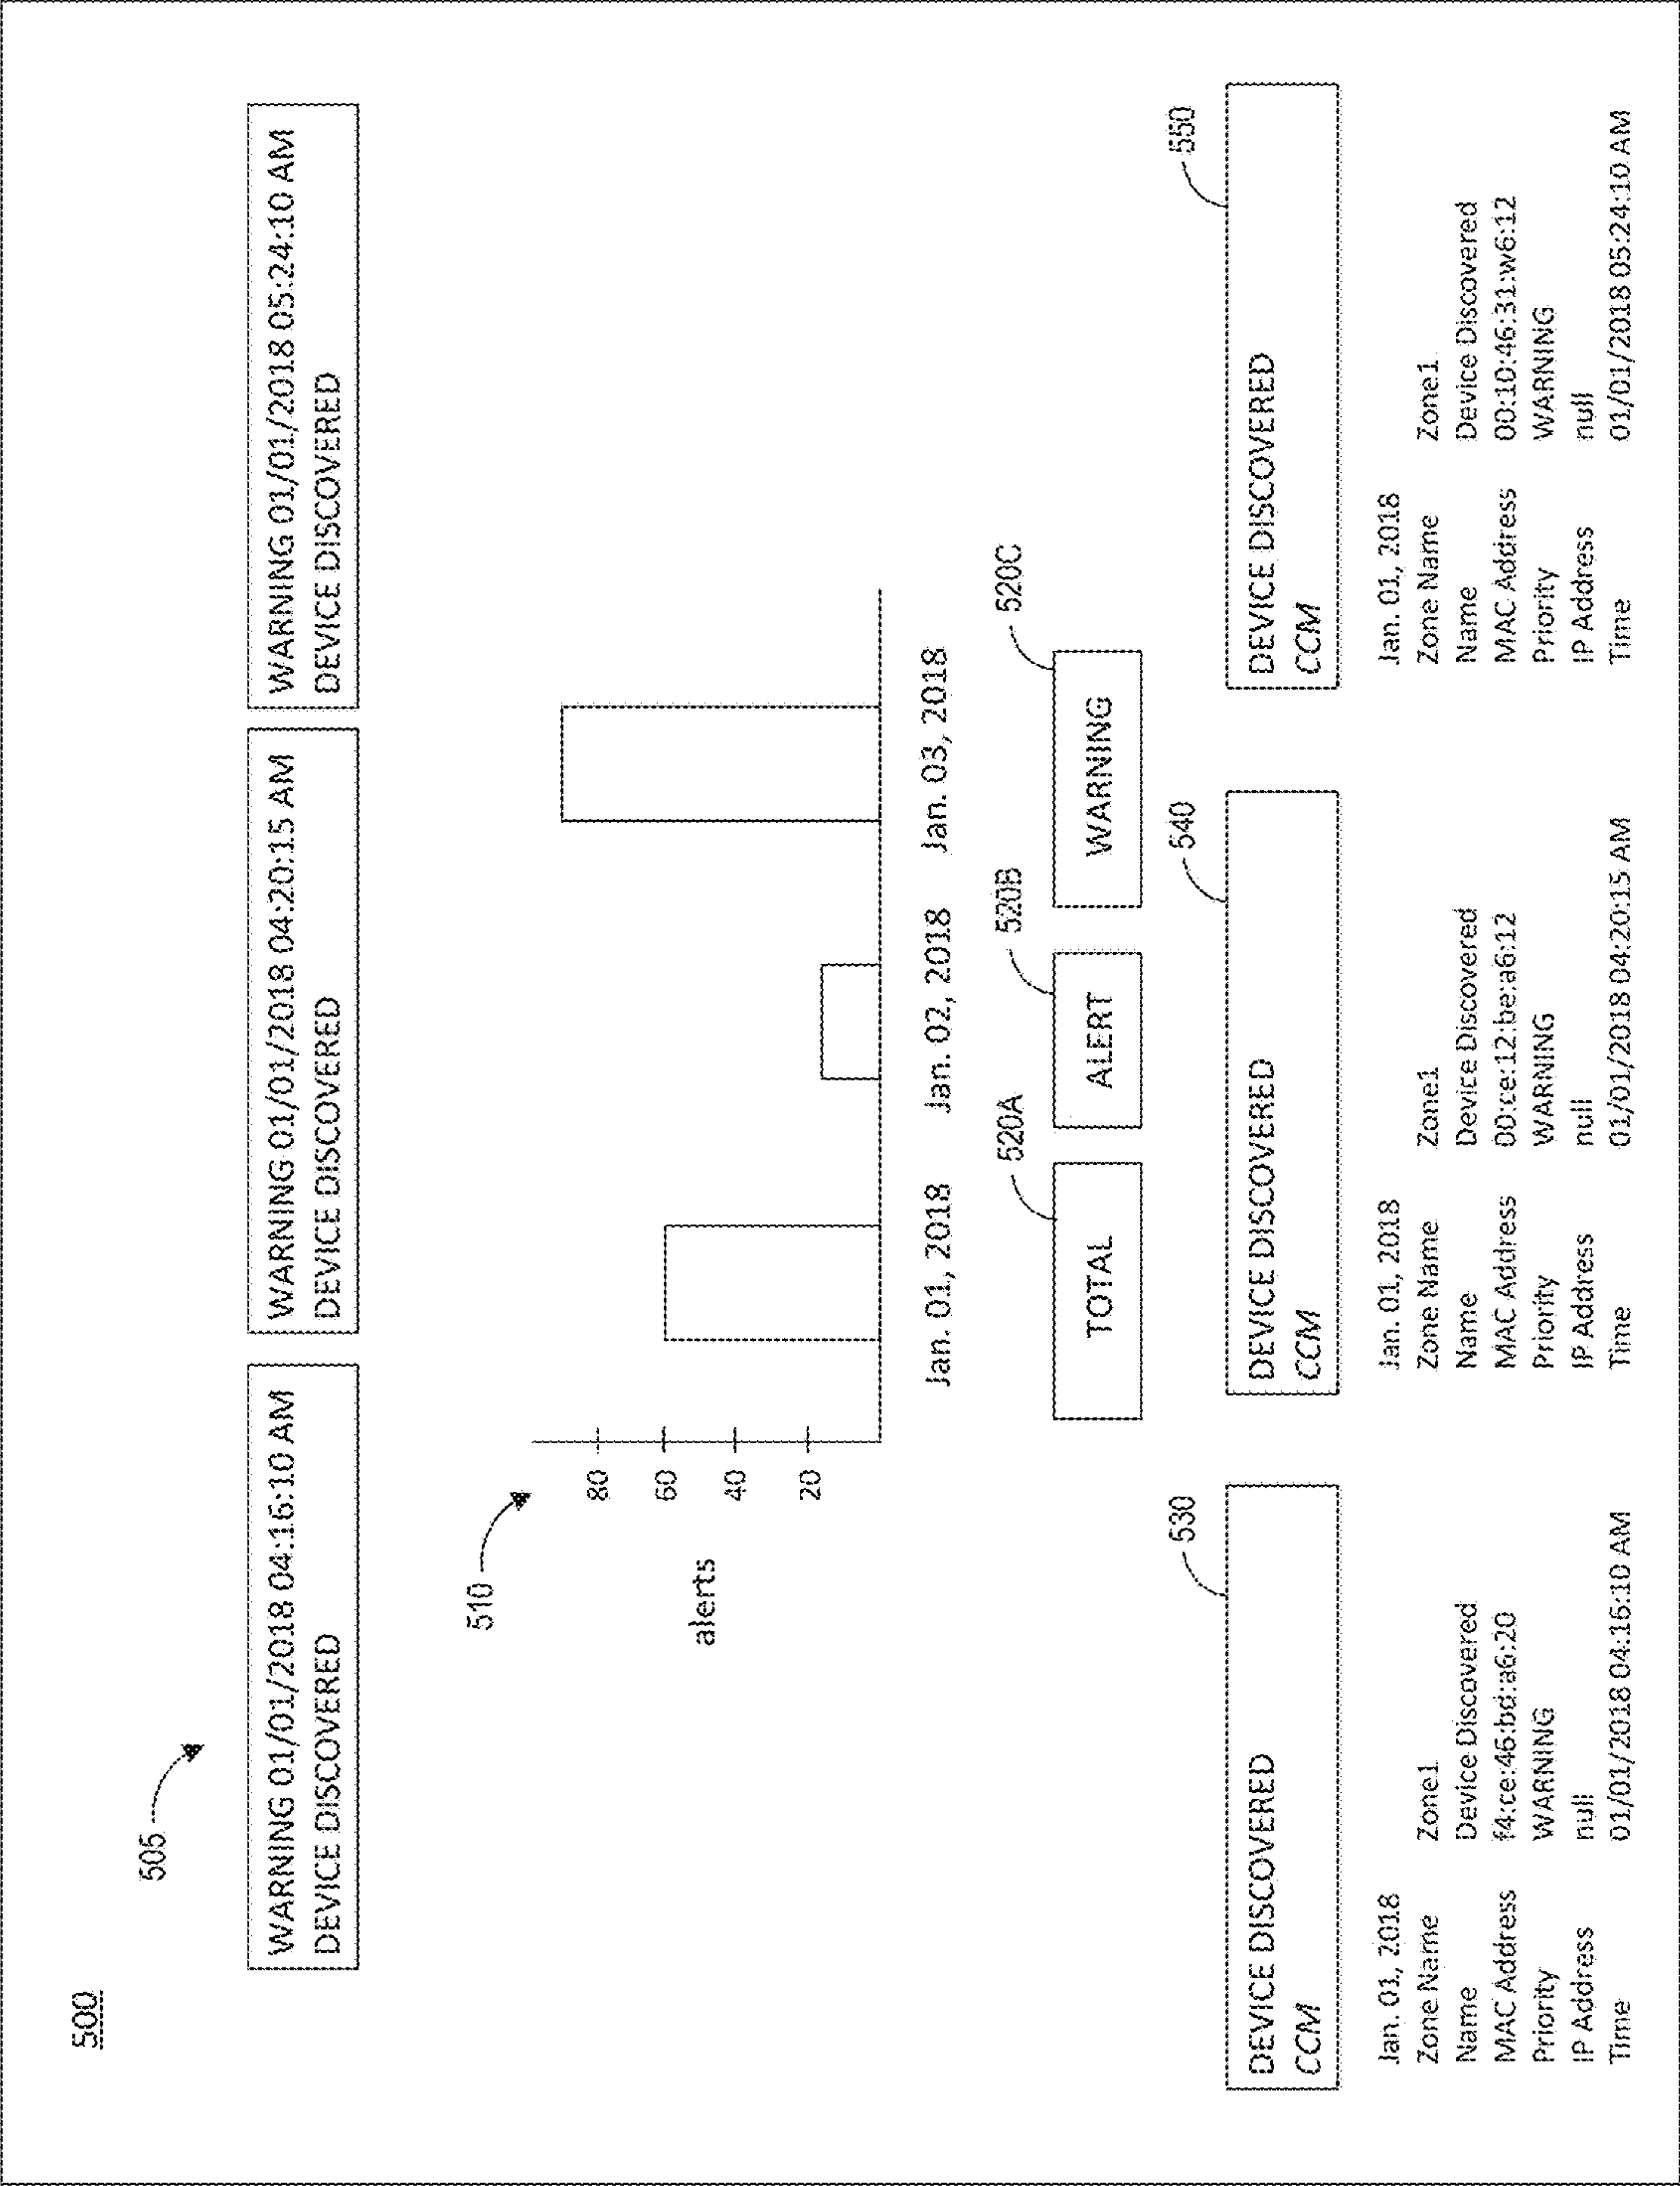 500
505
WARNING 01/01/2018 04:16:10 AM
DEVICE DISCOVERED
WARNING 01/01/2018 04:20:15 AM
DEVICE DISCOVERED
WARNING 01/01/2018 05:24:10 AM
DEVICE DISCOVERED
510
alerts
80
60
40
20
Jan. 01, 2018
Jan. 02, 2018
Jan. 03, 2018
520A
520B
520C
TOTAL
ALERT
WARNING
530
DEVICE DISCOVERED
CCM
Jan. 01, 2018
Zone Name Zone1
Name Device Discovered
MAC Address f4:ce:46:bd:a6:20
Priority WARNING
IP Address null
Time 01/01/2018 04:16:10 AM
540
DEVICE DISCOVERED
CCM
Jan. 01, 2018
Zone Name Zone1
Name Device Discovered
MAC Address 00:ce:12:be:a6:12
Priority WARNING
IP Address null
Time 01/01/2018 04:20:15 AM
550
DEVICE DISCOVERED
CCM
Jan. 01, 2018
Zone Name Zone1
Name Device Discovered
MAC Address 00:10:46:31:w6:12
Priority WARNING
IP Address null
Time 01/01/2018 05:24:10 AM